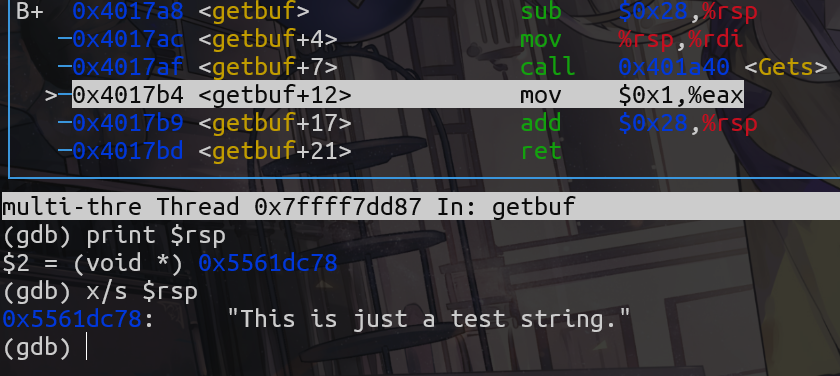 B+ 0x4017a8 <getbuf> sub $0x28,%rsp
0x4017ac <getbuf+4> mov %rsp,%rdi
0x4017af <getbuf+7> call 0x401a40 <Gets>
>0x4017b4 <getbuf+12> mov $0x1,%eax
0x4017b9 <getbuf+17> add $0x28,%rsp
0x4017bd <getbuf+21> ret
multi-thre Thread 0x7ffff7dd87 In: getbuf
(gdb) print $rsp
$2 = (void *) 0x5561dc78
(gdb) x/s $rsp
0x5561dc78: "This is just a test string."
(gdb)